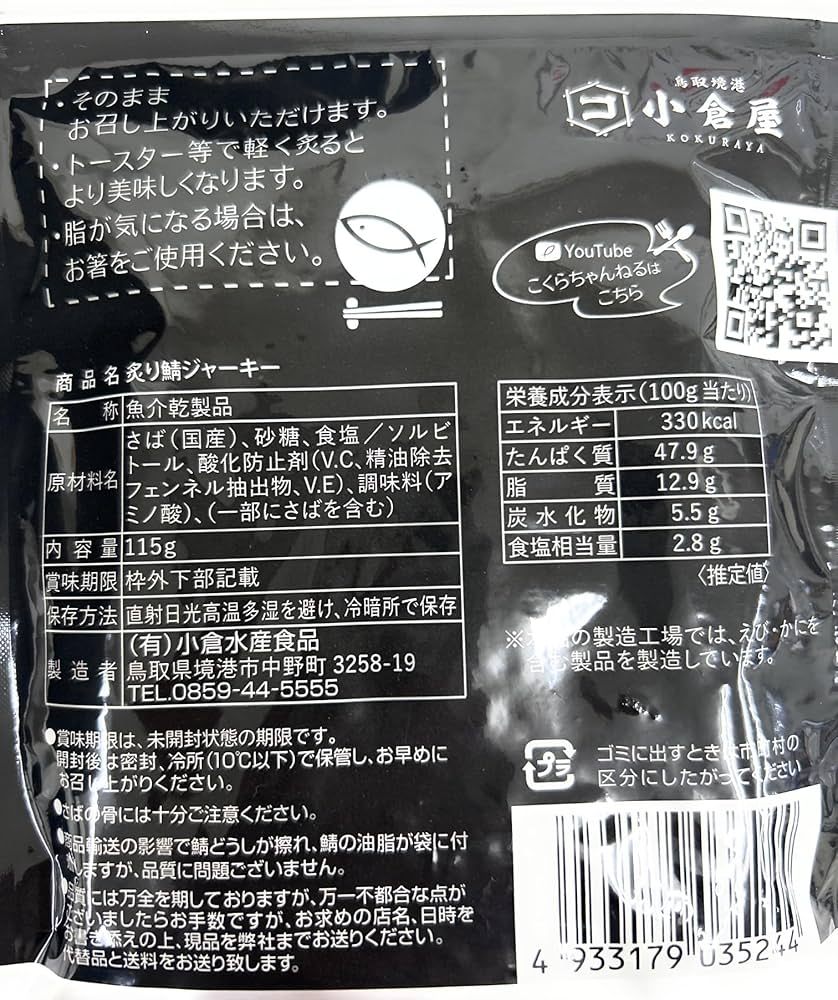 ・そのまま
お召し上がりいただけます。
・トースター等で軽く炙ると
より美味しくなります。
・脂が気になる場合は、
お箸をご使用ください。
鳥取境港
小倉屋
KOKURAYA
YouTube
こくらちゃんねるは
こちら
商品名 炙り鯖ジャーキー
名称 魚介乾製品
原材料名 さば(国産)、砂糖、食塩/ソルビ
トール、酸化防止剤(V.C、精油除去
フェンネル抽出物、V.E)、調味料(ア
ミノ酸)、(一部にさばを含む)
内容量 115g
賞味期限 枠外下部記載
保存方法 直射日光高温多湿を避け、冷暗所で保存
製造者 (有)小倉水産食品
鳥取県境港市中野町 3258-19
TEL.0859-44-5555
栄養成分表示(100g当たり)
エネルギー 330kcal
たんぱく質 47.9g
脂質 12.9g
炭水化物 5.5g
食塩相当量 2.8g
〈推定値〉
※ の製造工場では、えび・かにを
含む製品を製造しています。
●賞味期限は、未開封状態の期限です。
開封後は密封、冷所(10℃以下)で保管し、お早めに
お召し上がりください。
●さばの骨には十分ご注意ください。
●商品輸送の影響で鯖どうしが擦れ、鯖の油脂が袋に付
しますが、品質に問題ございません。
●品質には万全を期しておりますが、万一不都合な点が
ございましたらお手数ですが、お求めの店名、日時を
お書き添えの上、現品を弊社までお送りください。
代替品と送料をお送り致します。
プラ
ゴミに出すときは市町村の
区分にしたがってください
4 933179 035244